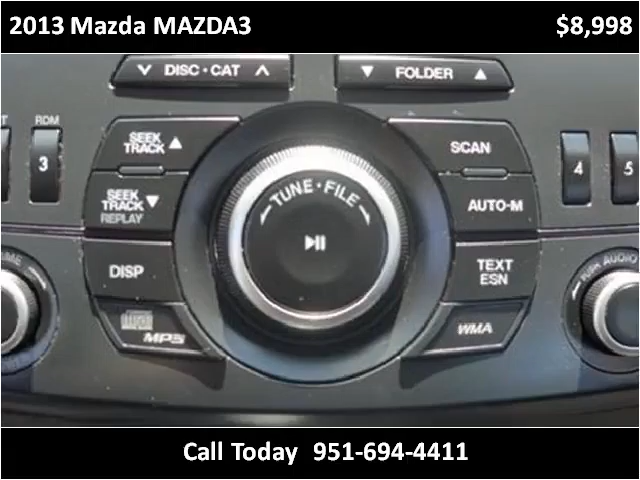 2013 Mazda MAZDA3
$8,998
DISC • CAT
FOLDER
RDM
3
SEEK
TRACK
SCAN
4
5
SEEK
TRACK
REPLAY
TUNE • FILE
AUTO-M
DISP
TEXT
ESN
AUDIO
MP3
WMA
Call Today 951-694-4411